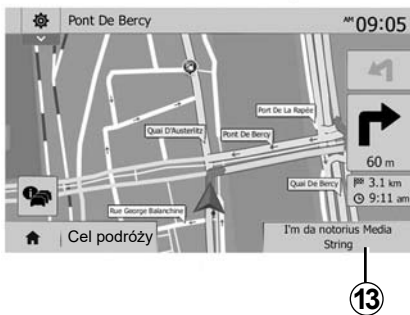 Pont De Bercy
AM 09:05
Port De La Rapée
Quai D'Austerlitz
Pont De Bercy
60 m
Quai De Bercy
3.1 km
9:11 am
Rue George Balanchine
Cel podróży
I'm da notorius Media
String
13